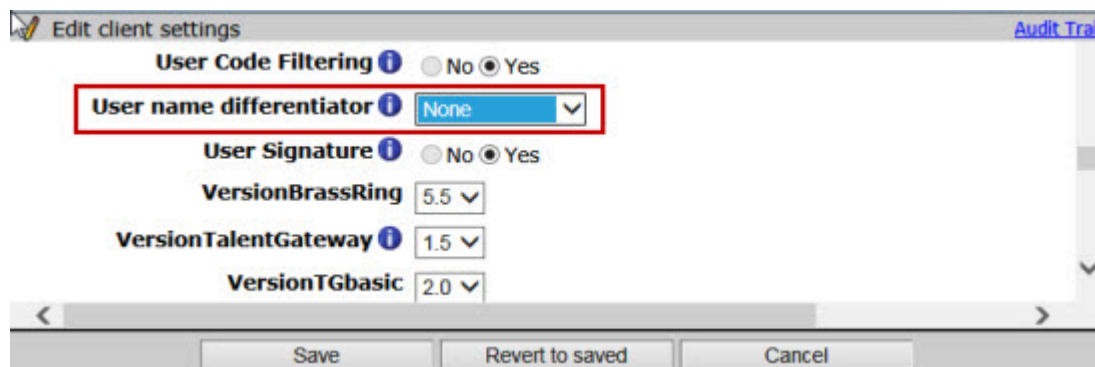 Edit client settings Audit Trai
User Code Filtering No Yes
User name differentiator None
User Signature No Yes
VersionBrassRing 5.5
VersionTalentGateway 1.5
VersionTGbasic 2.0
Save Revert to saved Cancel